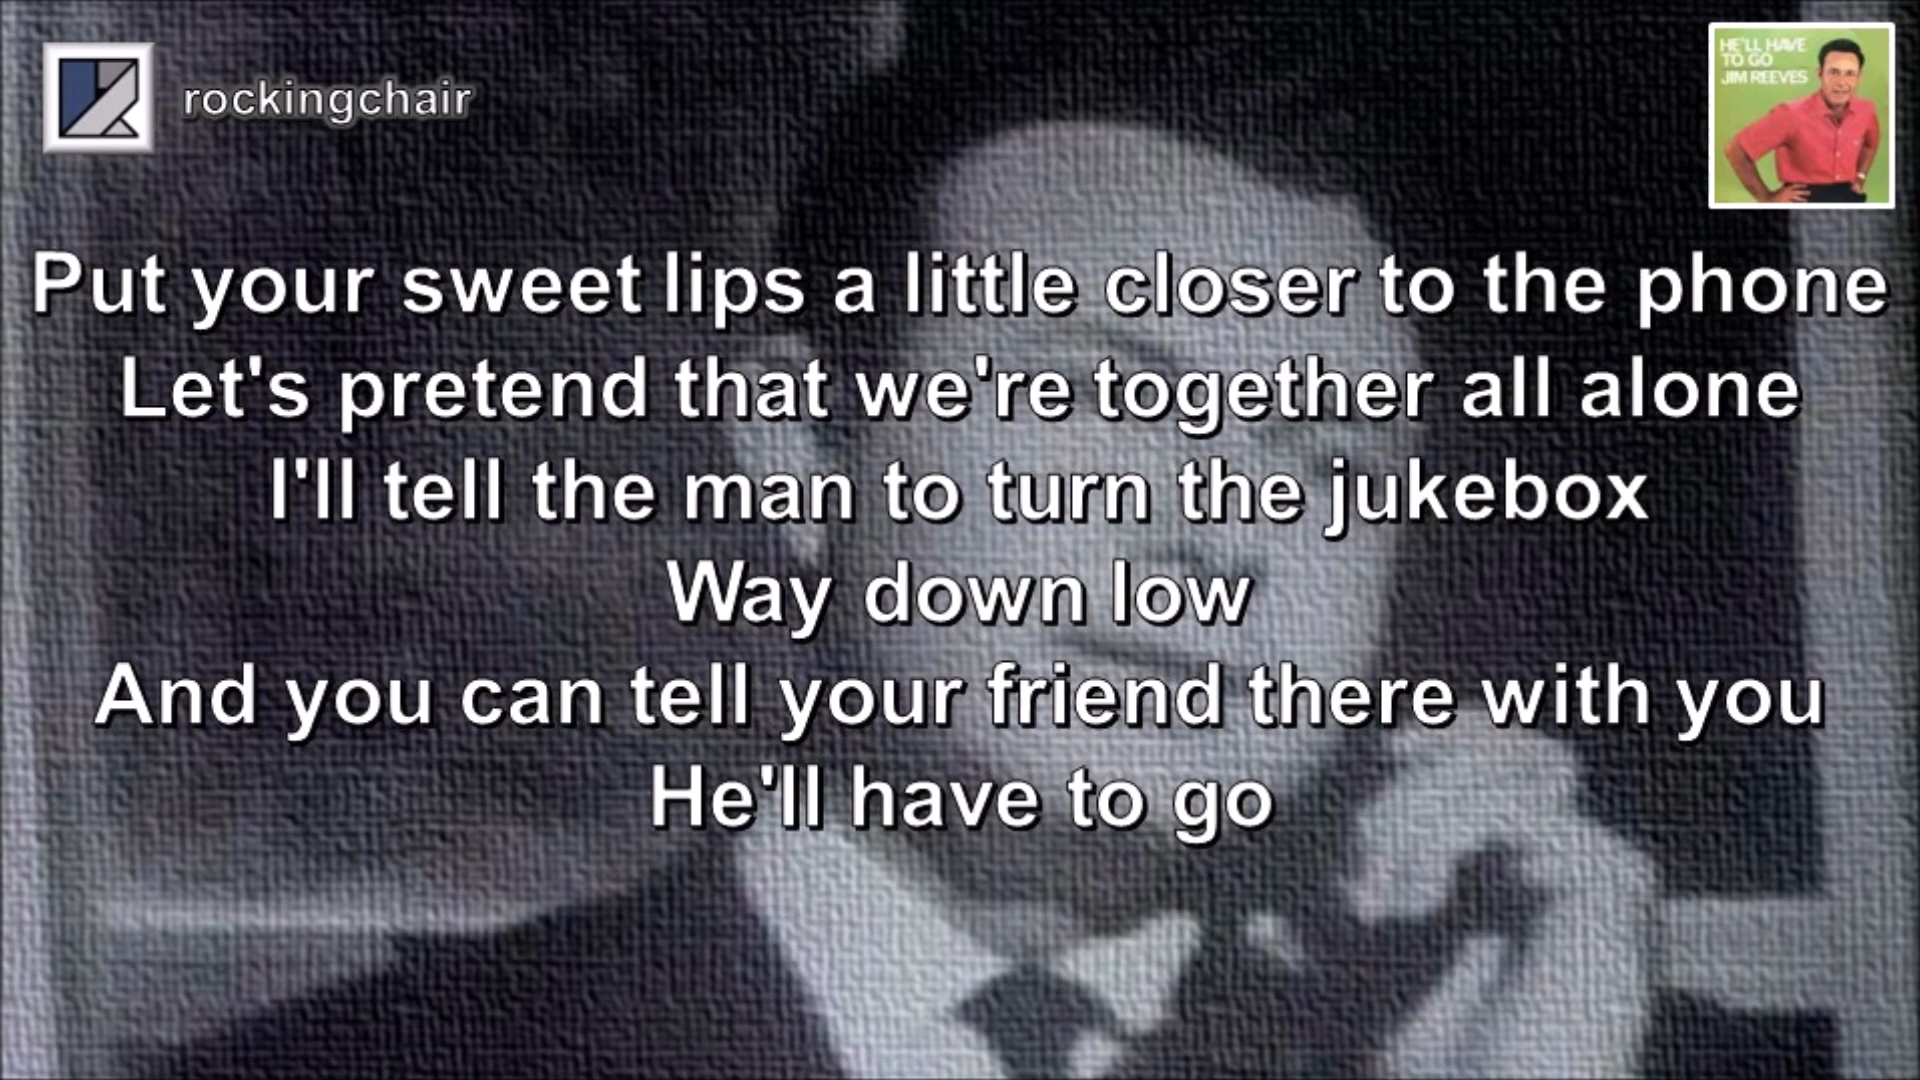 rockingchair
HE'LL HAVE
TO GO
JIM REEVES
Put your sweet lips a little closer to the phone
Let's pretend that we're together all alone
I'll tell the man to turn the jukebox
Way down low
And you can tell your friend there with you
He'll have to go